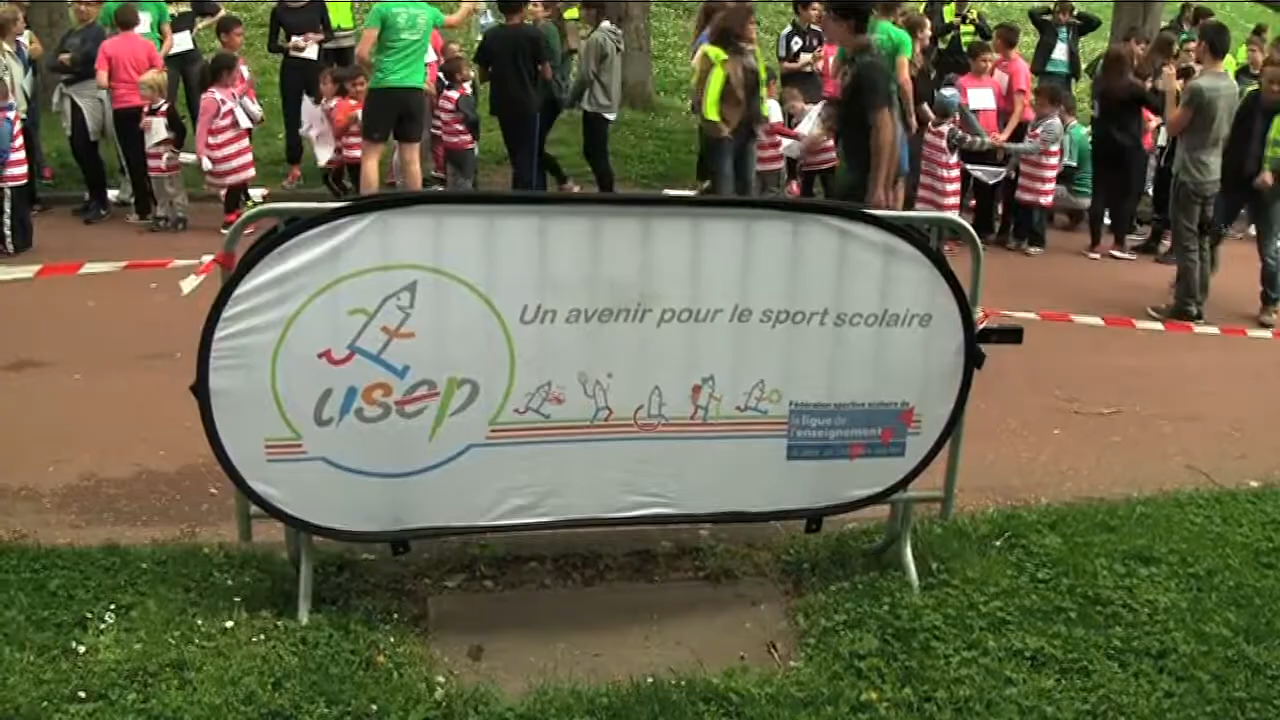 Un avenir pour le sport scolaire
usep
Fédération sportive scolaire de
la ligue de
l'enseignement